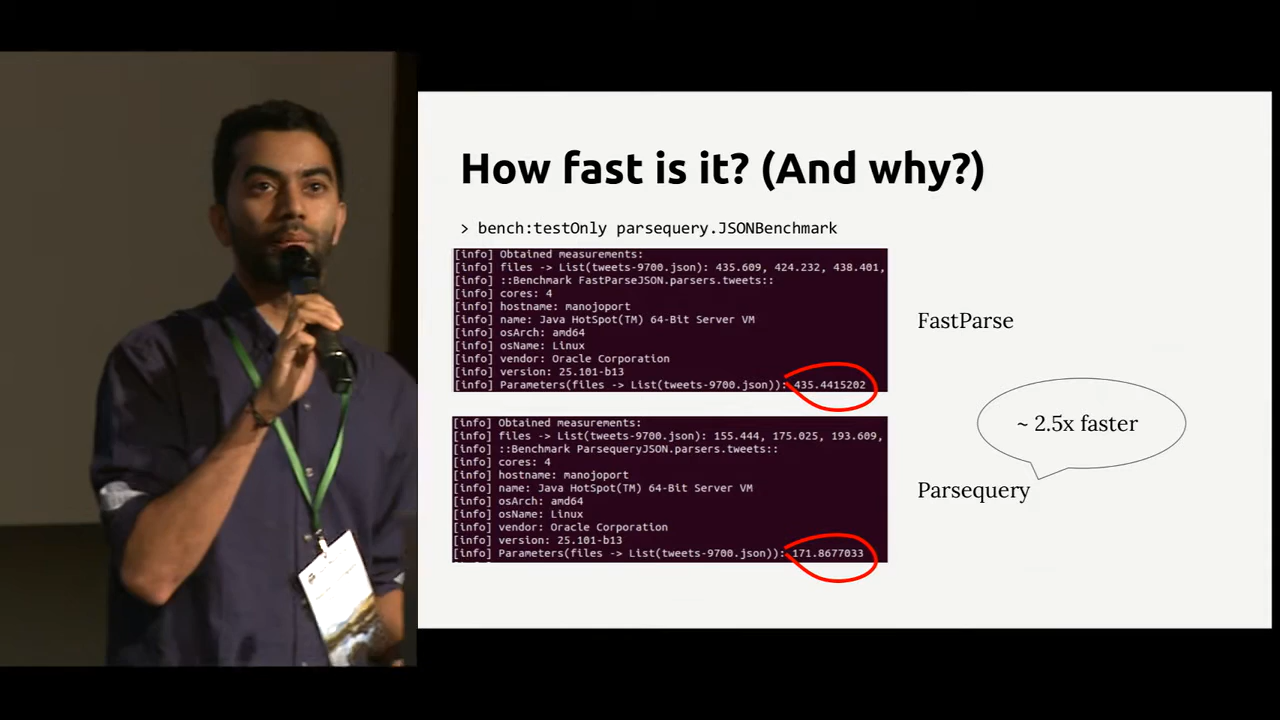 How fast is it? (And why?)
> bench:testOnly parsequery.JSONBenchmark
[info] Obtained measurements:
[info] files -> List(tweets-9700.json): 435.609, 424.232, 438.401,
[info] ::Benchmark FastParseJSON.parsers.tweets::
[info] cores: 4
[info] hostname: manojoport
[info] name: Java HotSpot(TM) 64-Bit Server VM
[info] osArch: amd64
[info] osName: Linux
[info] vendor: Oracle Corporation
[info] version: 25.101-b13
[info] Parameters(files -> List(tweets-9700.json)): 435.4415202
FastParse
[info] Obtained measurements:
[info] files -> List(tweets-9700.json): 155.444, 175.025, 193.609,
[info] ::Benchmark ParsequeryJSON.parsers.tweets::
[info] cores: 4
[info] hostname: manojoport
[info] name: Java HotSpot(TM) 64-Bit Server VM
[info] osArch: amd64
[info] osName: Linux
[info] vendor: Oracle Corporation
[info] version: 25.101-b13
[info] Parameters(files -> List(tweets-9700.json)): 171.8677033
~ 2.5x faster
Parsequery